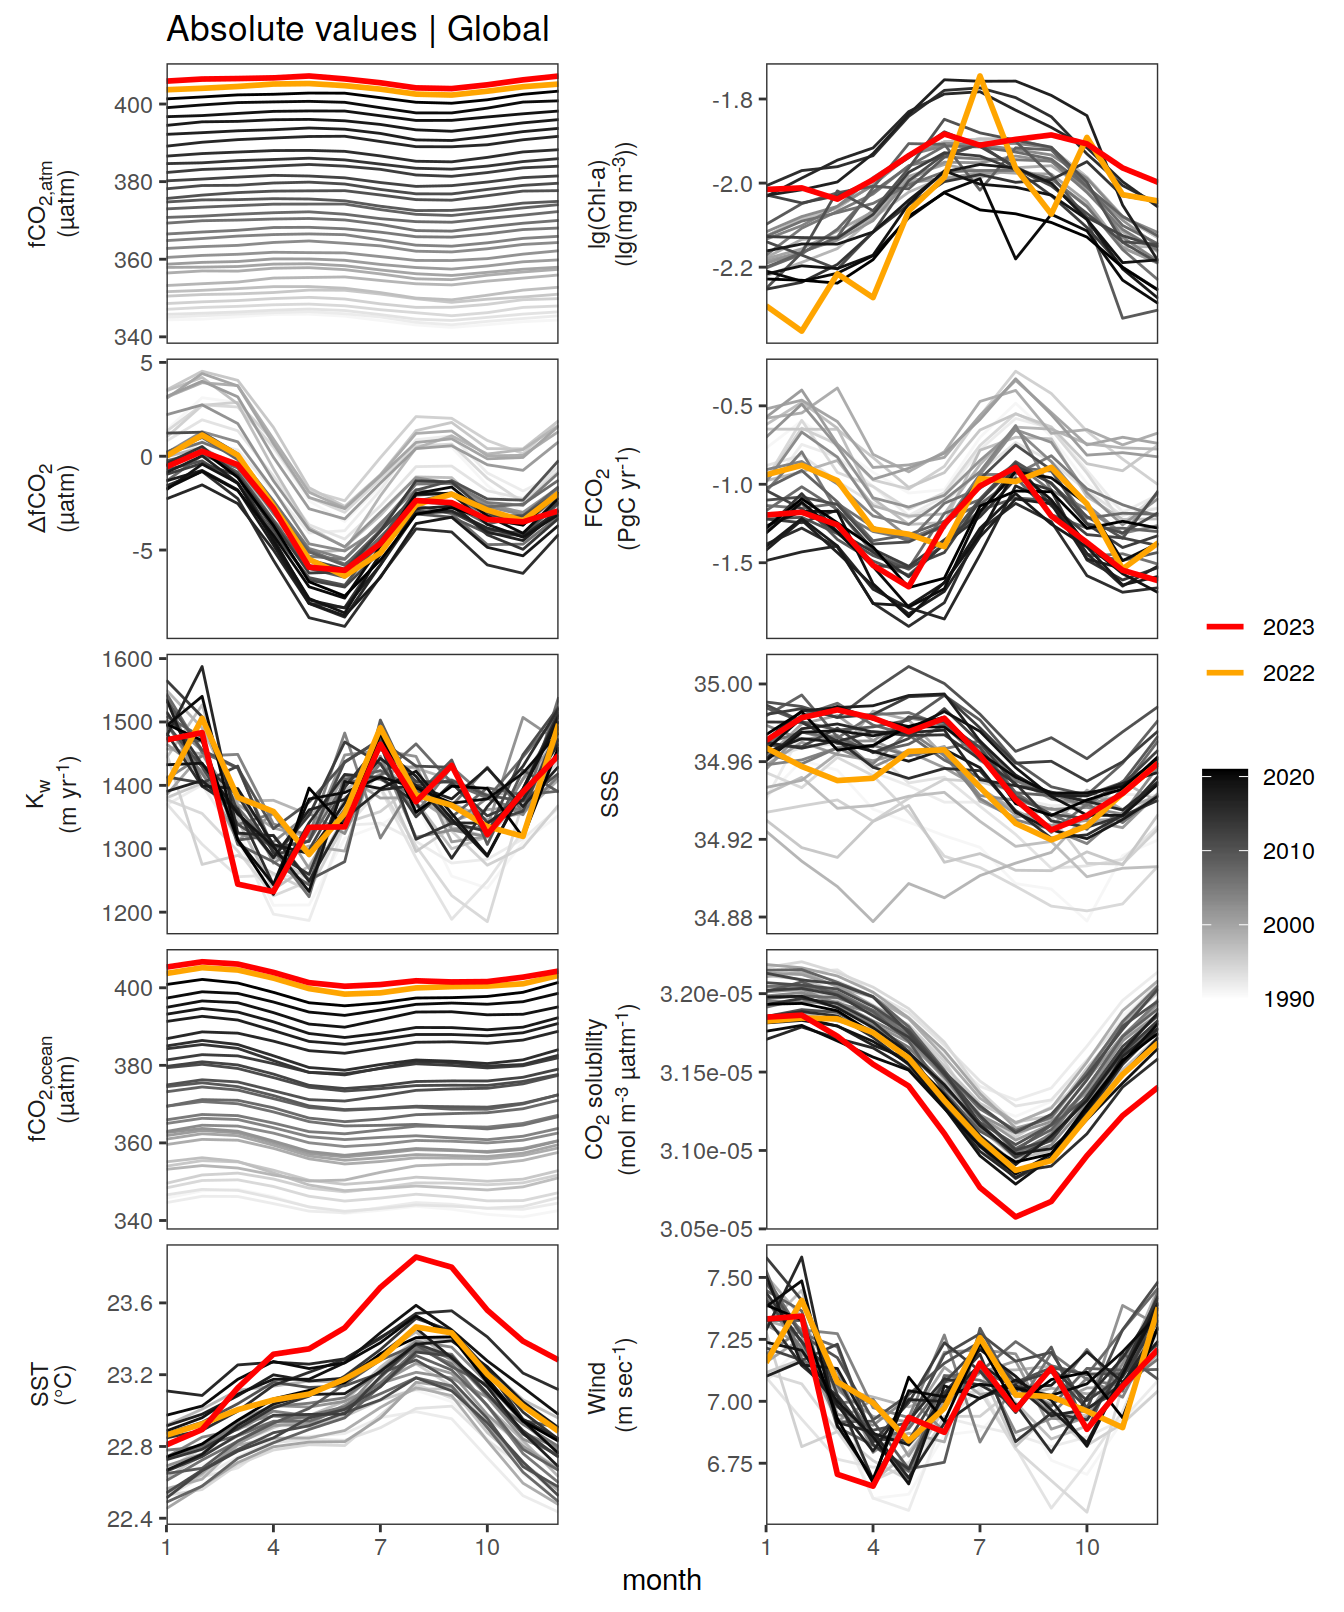 Absolute values | Global
fCO2,atm
(µatm)
400
380
360
340
lg(Chl-a)
(lg(mg m⁻³))
-1.8
-2.0
-2.2
ΔfCO2
(µatm)
5
0
-5
FCO2
(PgC yr⁻¹)
-0.5
-1.0
-1.5
Kw
(m yr⁻¹)
1600
1500
1400
1300
1200
SSS
35.00
34.96
34.92
34.88
fCO2,ocean
(µatm)
400
380
360
340
CO2 solubility
(mol m⁻³ µatm⁻¹)
3.20e-05
3.15e-05
3.10e-05
3.05e-05
SST
(°C)
23.6
23.2
22.8
22.4
1 4 7 10
Wind
(m sec⁻¹)
7.50
7.25
7.00
6.75
1 4 7 10
month
2023
2022
2020
2010
2000
1990